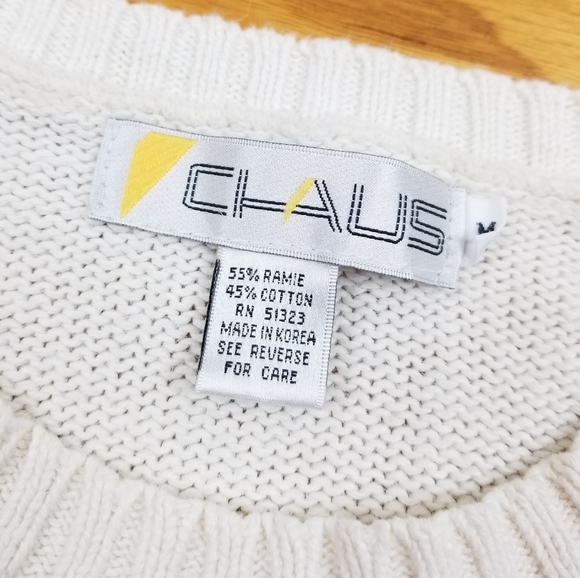 CHAUS
M
55% RAMIE
45% COTTON
RN 51323
MADE IN KOREA
SEE REVERSE
FOR CARE